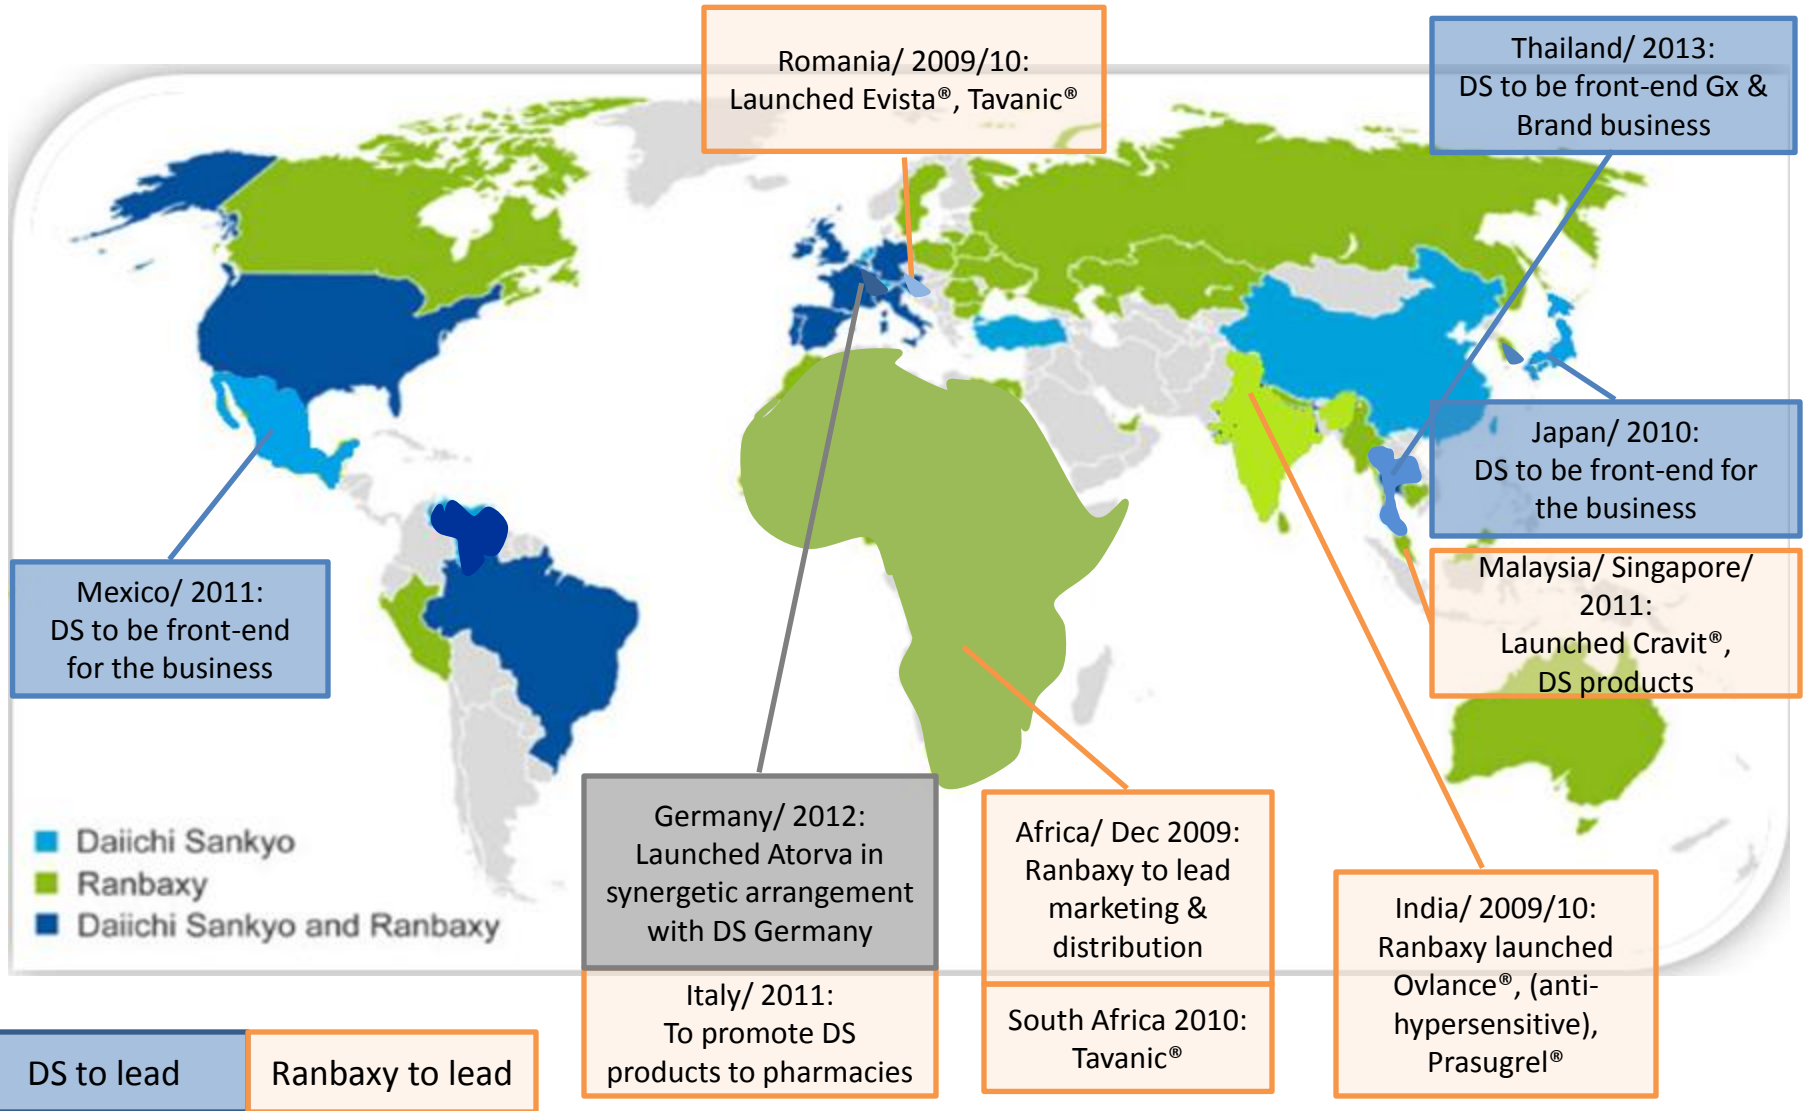 Romania/ 2009/10:
Launched Evista®, Tavanic®
Thailand/ 2013:
DS to be front-end Gx &
Brand business
Japan/ 2010:
DS to be front-end for
the business
Malaysia/ Singapore/
2011:
Launched Cravit®,
DS products
Mexico/ 2011:
DS to be front-end
for the business
Daiichi Sankyo
Ranbaxy
Daiichi Sankyo and Ranbaxy
Germany/ 2012:
Launched Atorva in
synergetic arrangement
with DS Germany
Italy/ 2011:
To promote DS
products to pharmacies
Africa/ Dec 2009:
Ranbaxy to lead
marketing &
distribution
South Africa 2010:
Tavanic®
India/ 2009/10:
Ranbaxy launched
Ovlance®, (anti-
hypersensitive),
Prasugrel®
DS to lead
Ranbaxy to lead